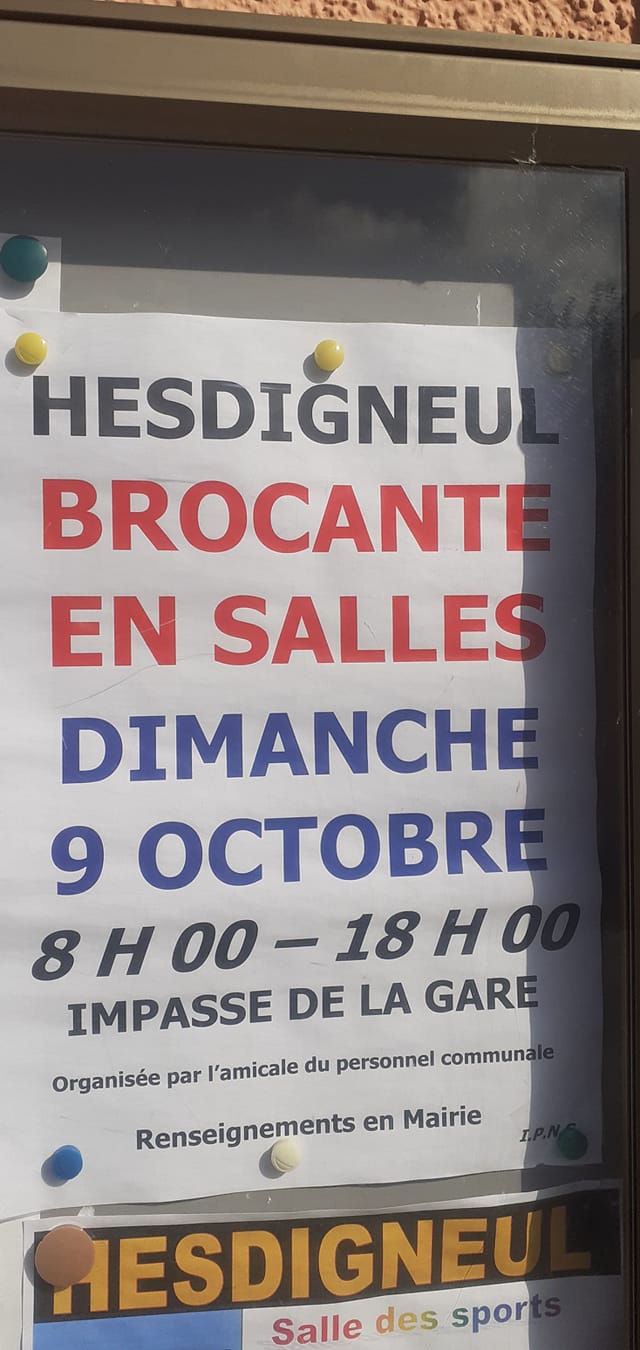 HESDIGNEUL
BROCANTE
EN SALLES
DIMANCHE
9 OCTOBRE
8 H 00 – 18 H 00
IMPASSE DE LA GARE
Organisée par l'amicale du personnel communale
Renseignements en Mairie
HESDIGNEUL
Salle des sports